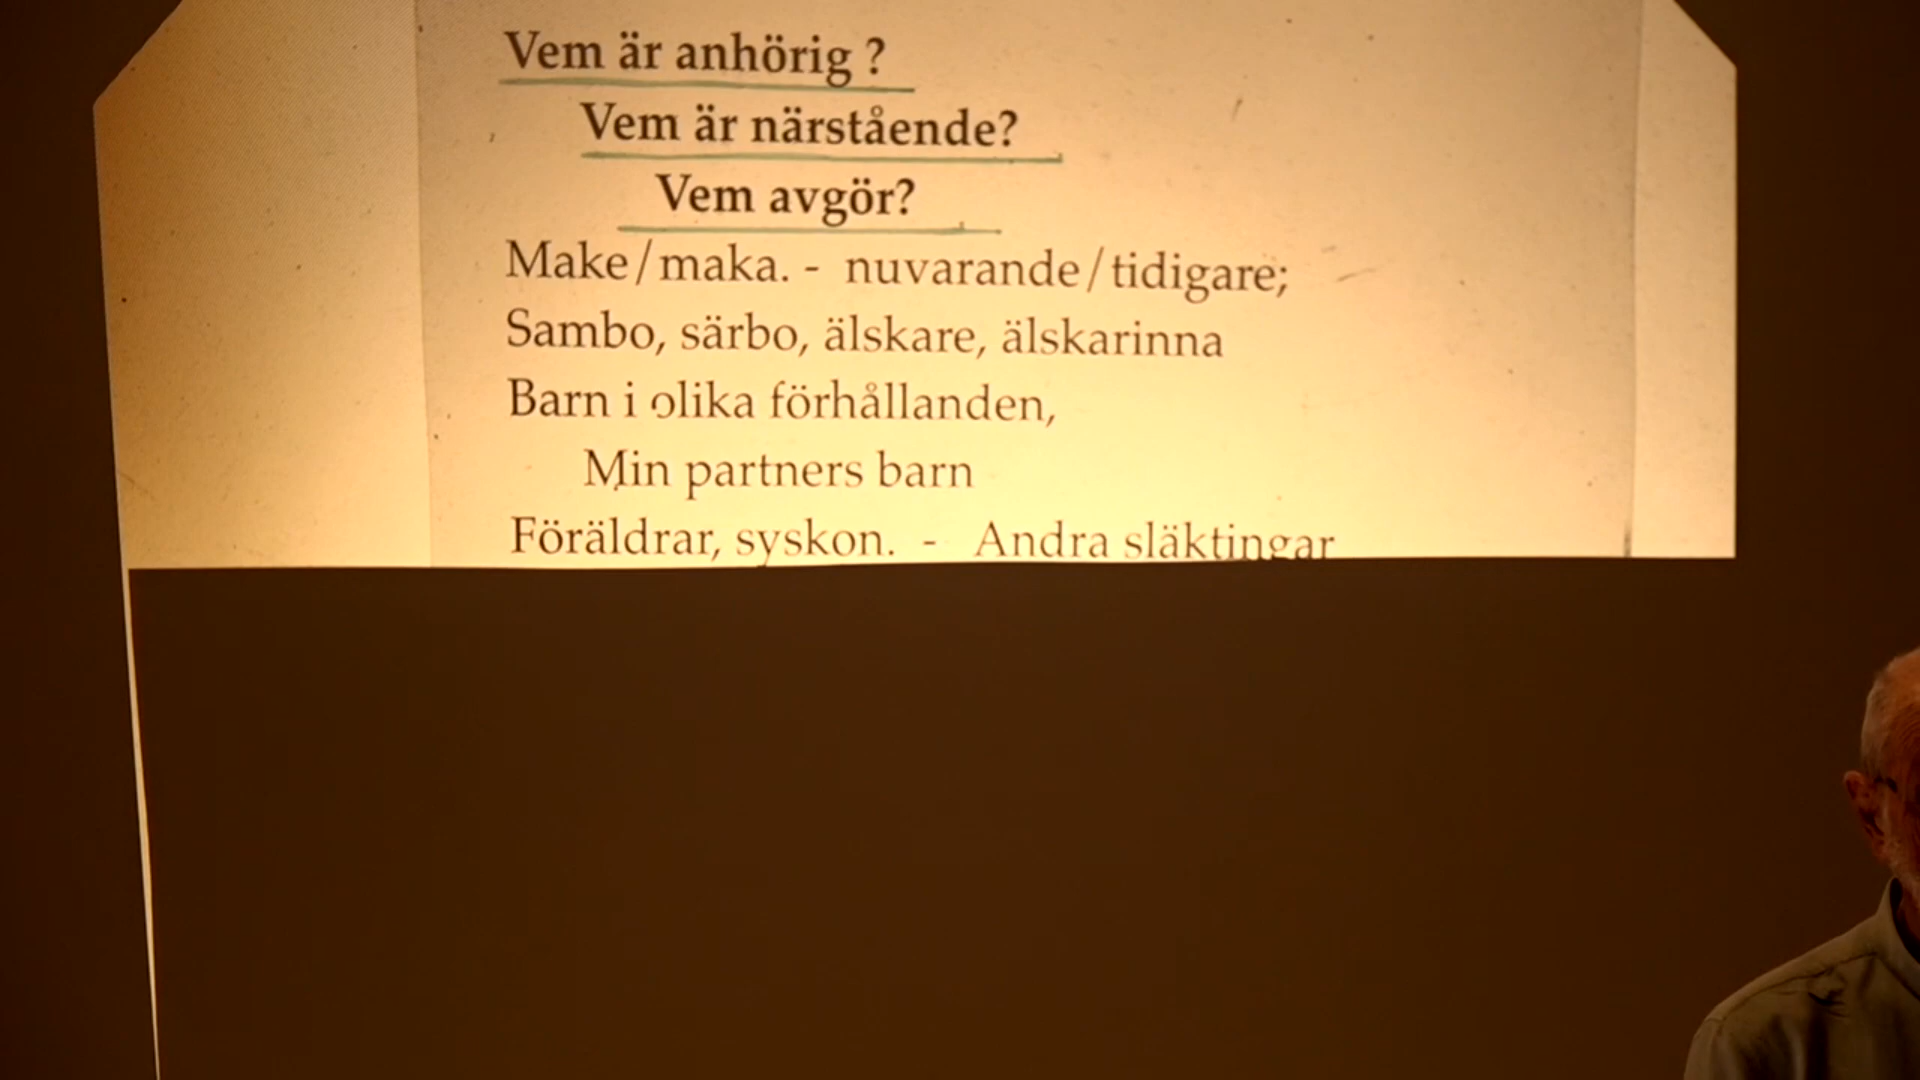 Vem är anhörig ?
Vem är närstående?
Vem avgör?
Make/maka. - nuvarande/tidigare;
Sambo, särbo, älskare, älskarinna
Barn i olika förhållanden,
Min partners barn
Föräldrar, syskon. - Andra släktingar